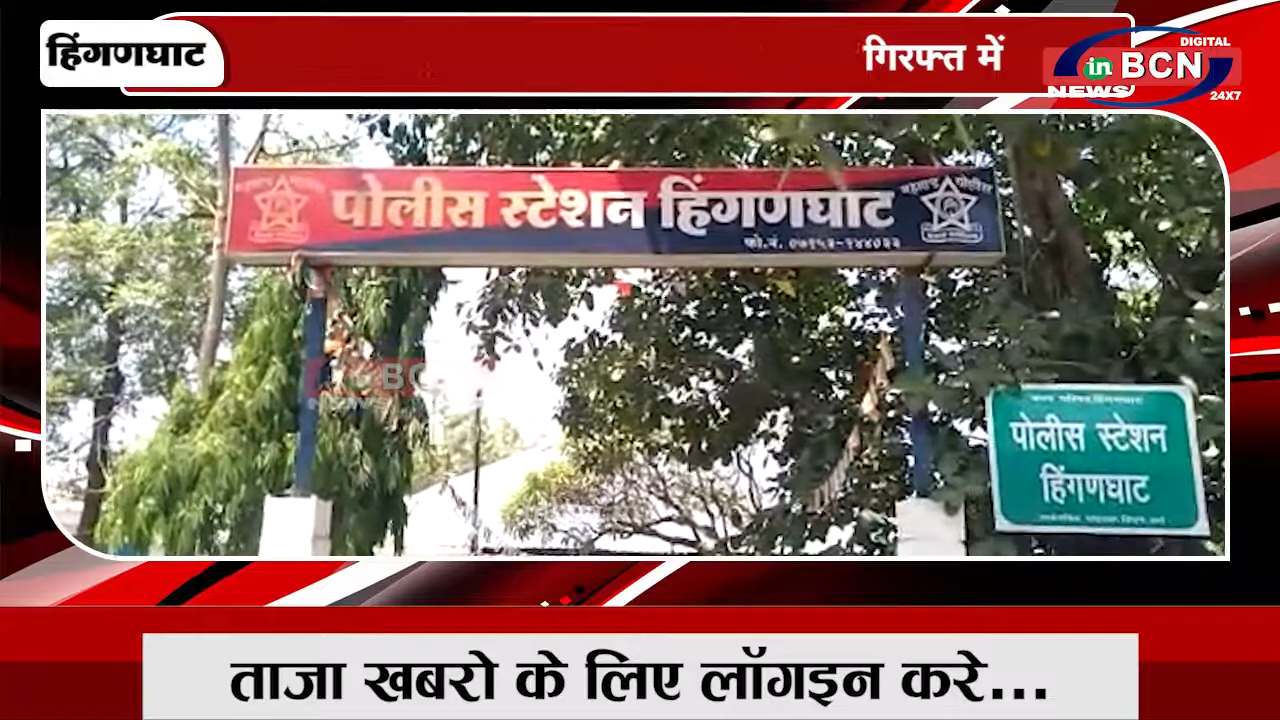 हिंगणघाट
गिरफ्त में
DIGITAL
in BCN
NEWS
24X7
पोलीस स्टेशन हिंगणघाट
पोलीस स्टेशन
हिंगणघाट
ताजा खबरो के लिए लॉगइन करे...